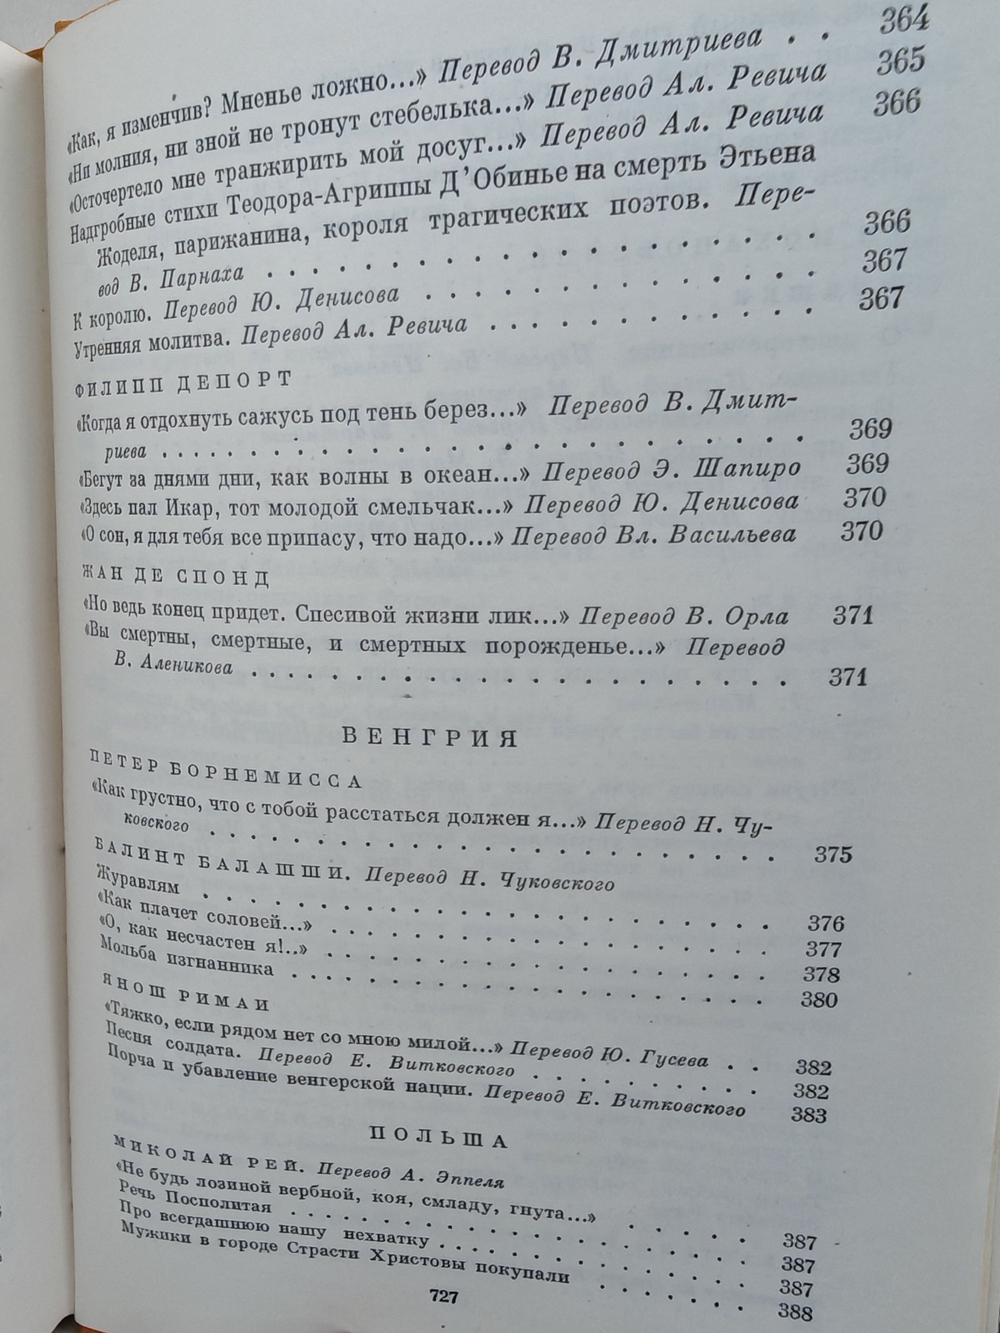 «Как, я изменчив? Мненье ложно...» Перевод В. Дмитриева . . 364
«Ни молния, ни зной не тронут стебелька...» Перевод Ал. Ревича 365
«Осточертело мне транжирить мой досуг...» Перевод Ал. Ревича 366
Надгробные стихи Теодора-Агриппы Д'Обинье на смерть Этьена
Жоделя, парижанина, короля трагических поэтов. Пере-
вод В. Парнаха . . . . . . . . . . . . . . . . . . . 366
К королю. Перевод Ю. Денисова . . . . . . . . . . . . . 367
Утренняя молитва. Перевод Ал. Ревича . . . . . . . . . . . 367
ФИЛИПП ДЕПОРТ
«Когда я отдохнуть сажусь под тень берез...» Перевод В. Дмит-
риева . . . . . . . . . . . . . . . . . . . . . . . 369
«Бегут за днями дни, как волны в океан...» Перевод Э. Шапиро 369
«Здесь пал Икар, тот молодой смельчак...» Перевод Ю. Денисова 370
«О сон, я для тебя все припасу, что надо...» Перевод Вл. Васильева 370
ЖАН ДЕ СПОНД
«Но ведь конец придет. Спесивой жизни лик...» Перевод В. Орла 371
«Вы смертны, смертные, и смертных порожденье...» Перевод
В. Аленикова . . . . . . . . . . . . . . . . . . . . 371
ВЕНГРИЯ
ПЕТЕР БОРНЕМИССА
«Как грустно, что с тобой расстаться должен я...» Перевод Н. Чу-
ковского . . . . . . . . . . . . . . . . . . . . . 375
БАЛИНТ БАЛАШШИ. Перевод Н. Чуковского
Журавлям . . . . . . . . . . . . . . . . . . . . 376
«Как плачет соловей...» . . . . . . . . . . . . . . . 377
«О, как несчастен я!..» . . . . . . . . . . . . . . . 378
Мольба изгнанника . . . . . . . . . . . . . . . . . 380
ЯНОШ РИМАИ
«Тяжко, если рядом нет со мною милой...» Перевод Ю. Гусева . . 382
Песня солдата. Перевод Е. Витковского . . . . . . . . . 382
Порча и убавление венгерской нации. Перевод Е. Витковского 383
ПОЛЬША
МИКОЛАЙ РЕЙ. Перевод А. Эппеля
«Не будь лозиной вербной, коя, смладу, гнута...» . . . . 387
Речь Посполитая . . . . . . . . . . . . . . . . . 387
Про всегдашнюю нашу нехватку . . . . . . . . . . . . 387
Мужики в городе Страсти Христовы покупали . . . . . . 388
727